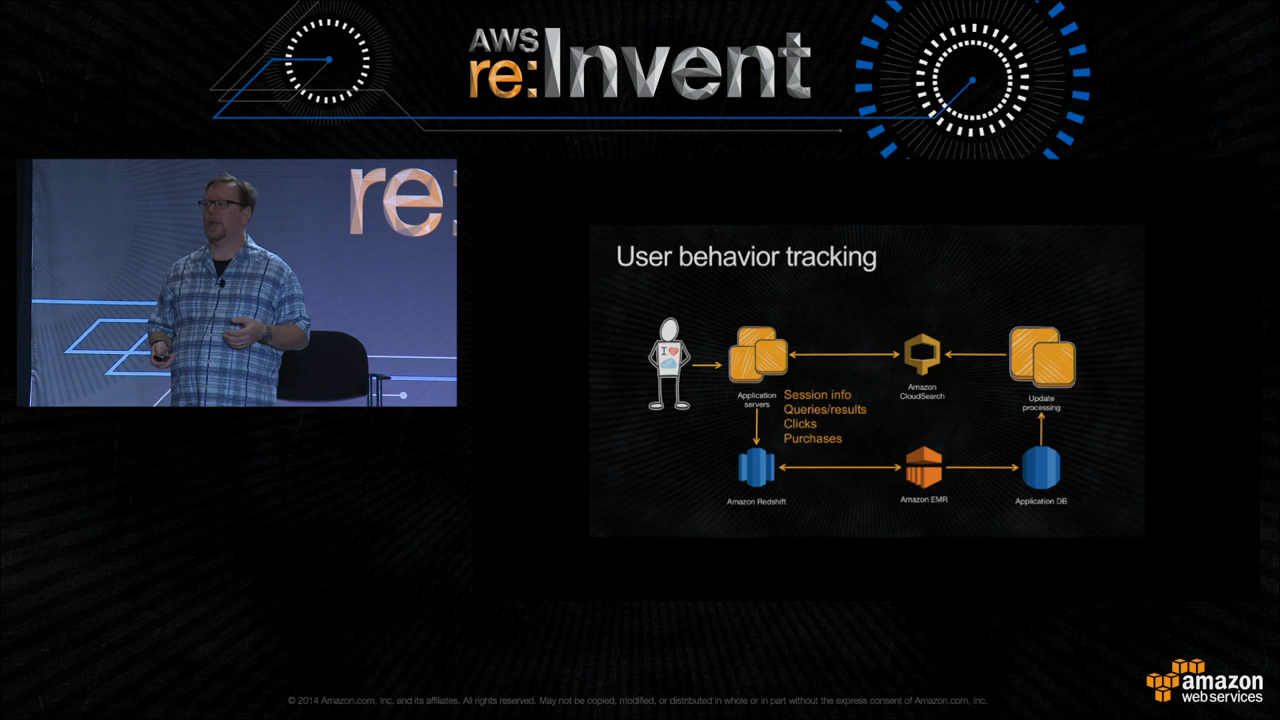 AWS
re:Invent
re:
User behavior tracking
I
Application
servers
Session info
Queries/results
Clicks
Purchases
Amazon
CloudSearch
Update
processing
Amazon Redshift
Amazon EMR
Application DB
© 2014 Amazon.com, Inc, and its affiliates. All rights reserved. May not be copied, modified, or distributed in whole or in part without the express consent of Amazon.com, Inc.
amazon
web services